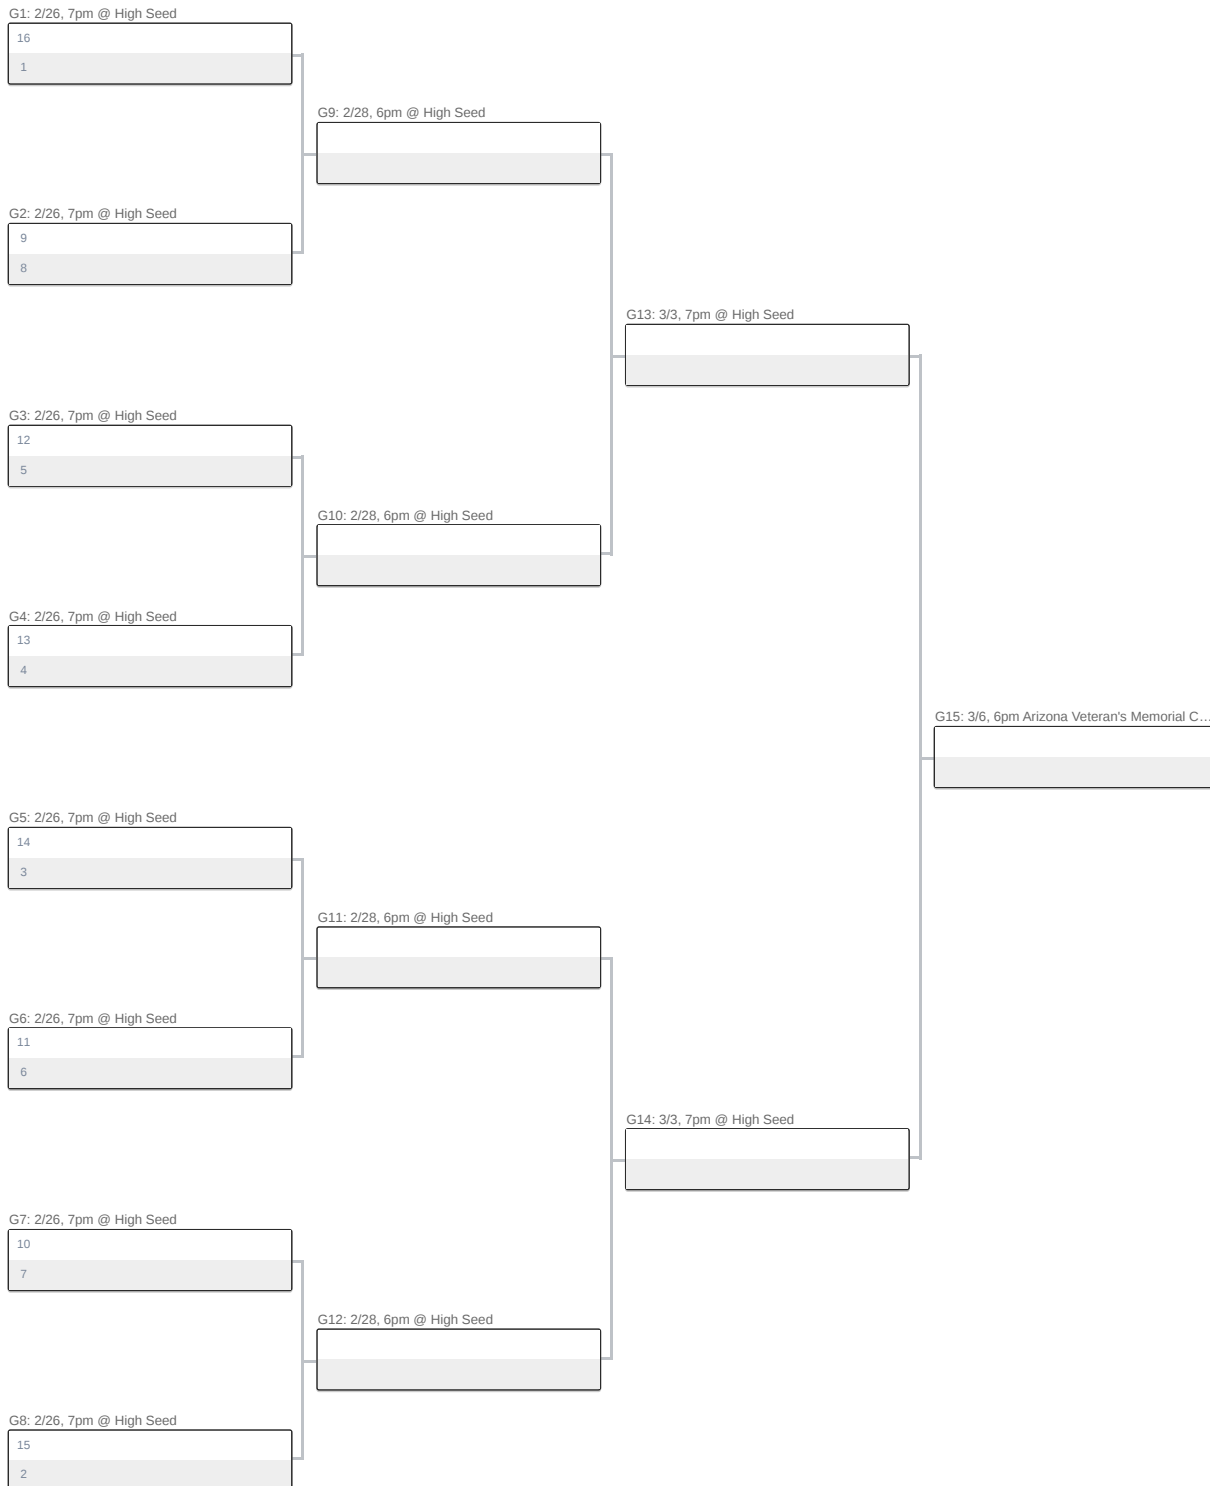 G1: 2/26, 7pm @ High Seed
16
1
G9: 2/28, 6pm @ High Seed
G2: 2/26, 7pm @ High Seed
9
8
G13: 3/3, 7pm @ High Seed
G3: 2/26, 7pm @ High Seed
12
5
G10: 2/28, 6pm @ High Seed
G4: 2/26, 7pm @ High Seed
13
4
G15: 3/6, 6pm Arizona Veteran's Memorial C...
G5: 2/26, 7pm @ High Seed
14
3
G11: 2/28, 6pm @ High Seed
G6: 2/26, 7pm @ High Seed
11
6
G14: 3/3, 7pm @ High Seed
G7: 2/26, 7pm @ High Seed
10
7
G12: 2/28, 6pm @ High Seed
G8: 2/26, 7pm @ High Seed
15
2